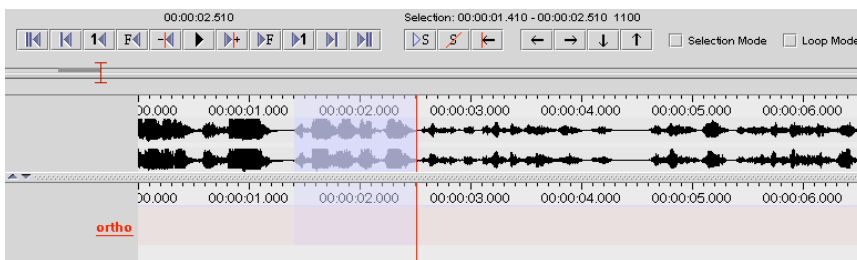 00:00:02.510 Selection: 00:00:01.410 - 00:00:02.510 1100
1 F - + F 1 S S ← → ↓ ↑ Selection Mode Loop Mode
00.000 00:00:01.000 00:00:02.000 00:00:03.000 00:00:04.000 00:00:05.000 00:00:06.000
00.000 00:00:01.000 00:00:02.000 00:00:03.000 00:00:04.000 00:00:05.000 00:00:06.000
ortho